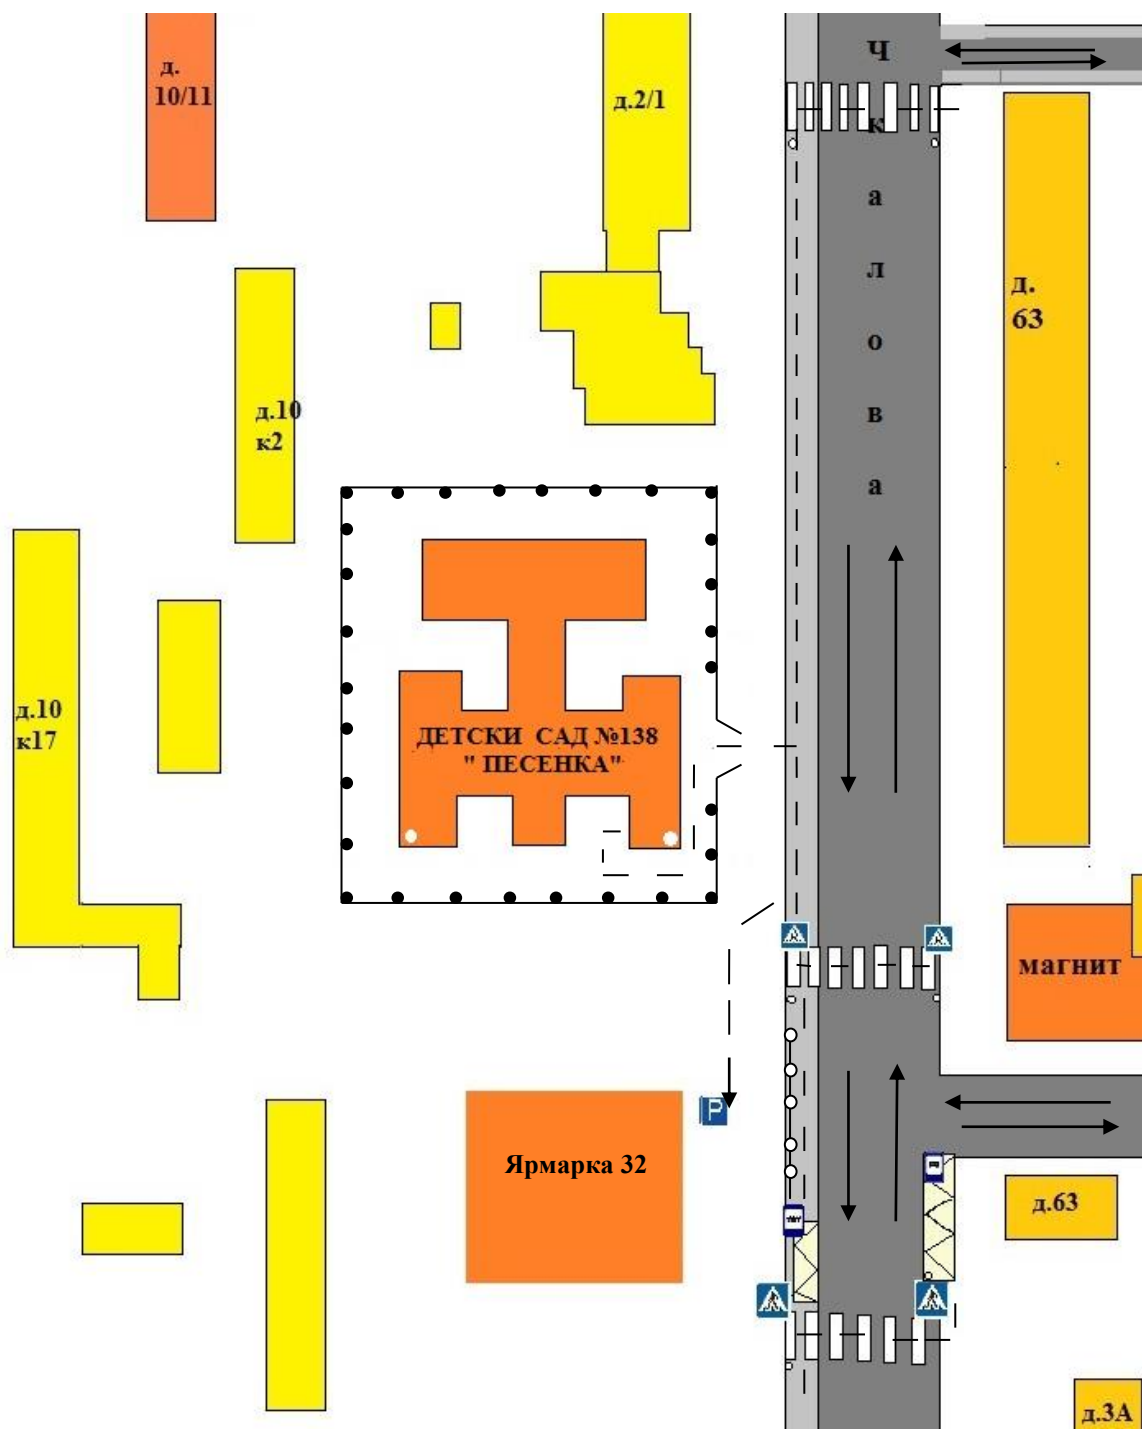 Ч
к
а
л
о
в
а
д.
10/11
д.2/1
д.
63
д.10
к2
д.10
к17
ДЕТСКИ САД №138
" ПЕСЕНКА"
магнит
P
Ярмарка 32
д.63
д.3А